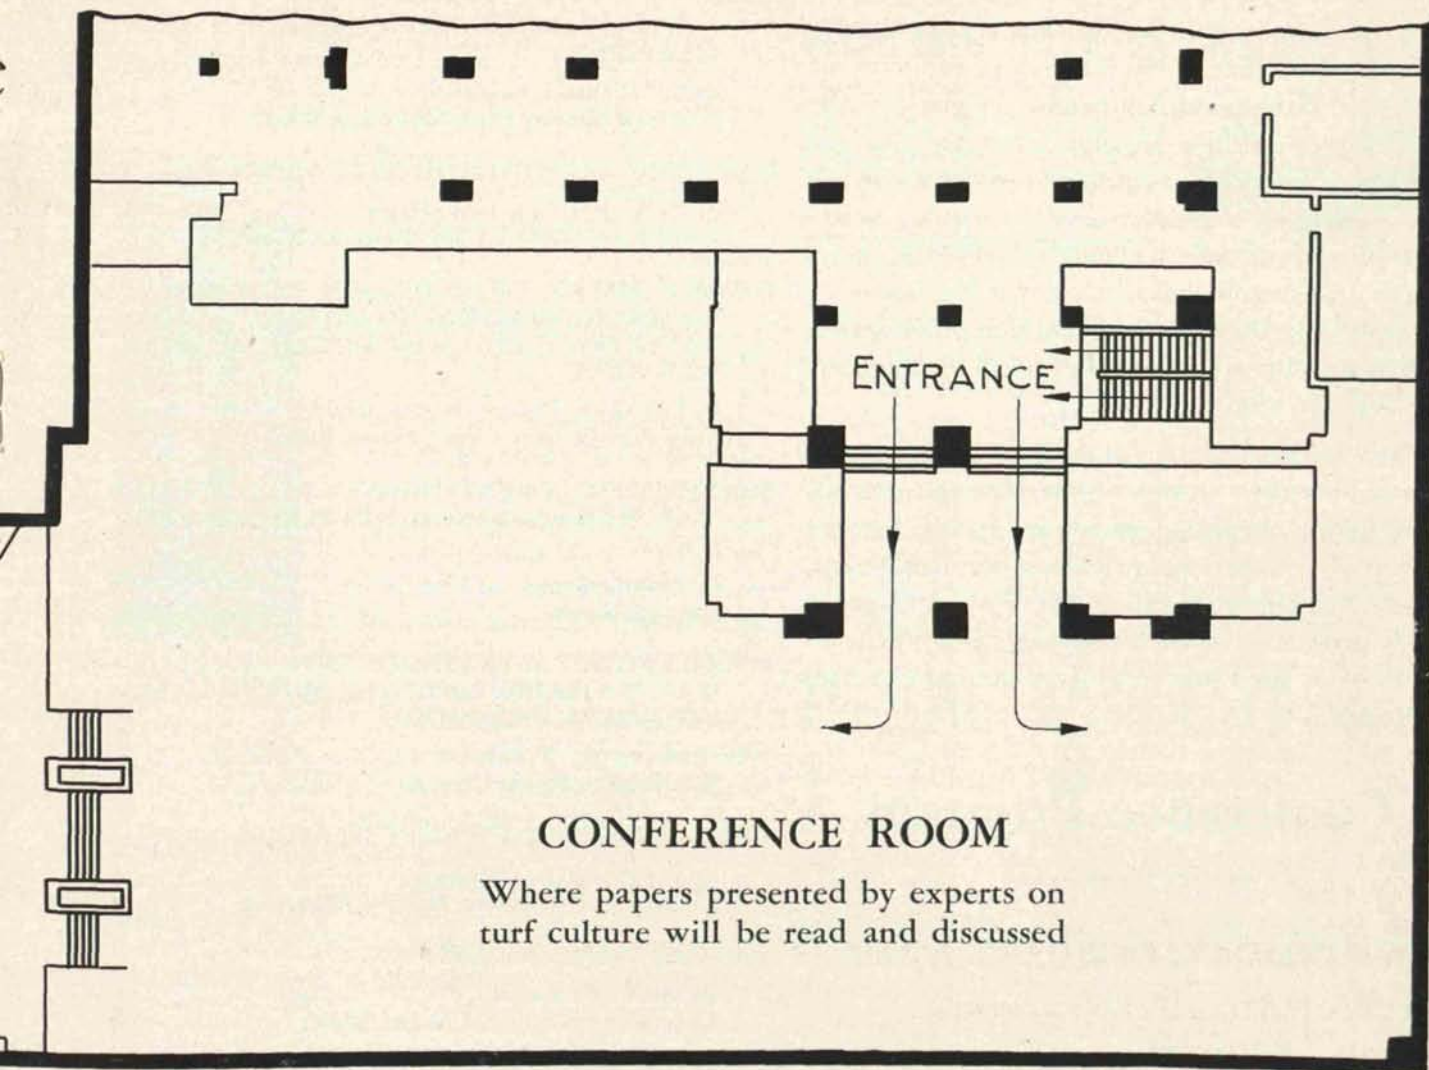 ENTRANCE
CONFERENCE ROOM
Where papers presented by experts on
turf culture will be read and discussed